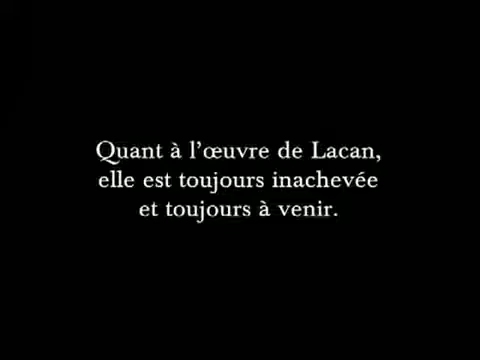 Quant à l’œuvre de Lacan,
elle est toujours inachevée
et toujours à venir.